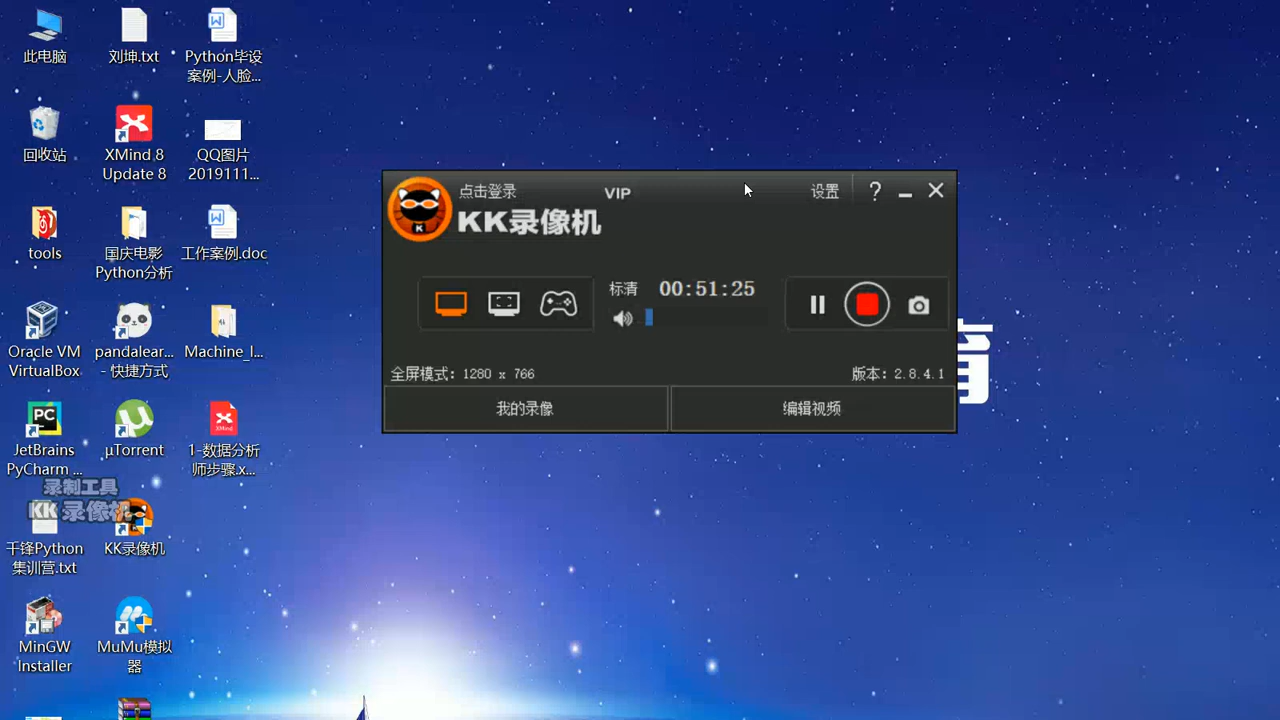 此电脑
刘坤.txt
Python毕设
案例-人脸...
回收站
XMind 8
Update 8
QQ图片
2019111...
tools
国庆电影
Python分析
工作案例.doc
Oracle VM
VirtualBox
pandalear...
- 快捷方式
Machine_l...
PC
JetBrains
PyCharm ...
µTorrent
XMind
1-数据分析
师步骤.x...
录制工具
KK 录像机
千锋Python
集训营.txt
KK录像机
MinGW
Installer
MuMu模拟
器
点击登录
VIP
设置
?
K
KK录像机
标清
00:51:25
全屏模式: 1280 x 766
版本: 2.8.4.1
我的录像
编辑视频
育